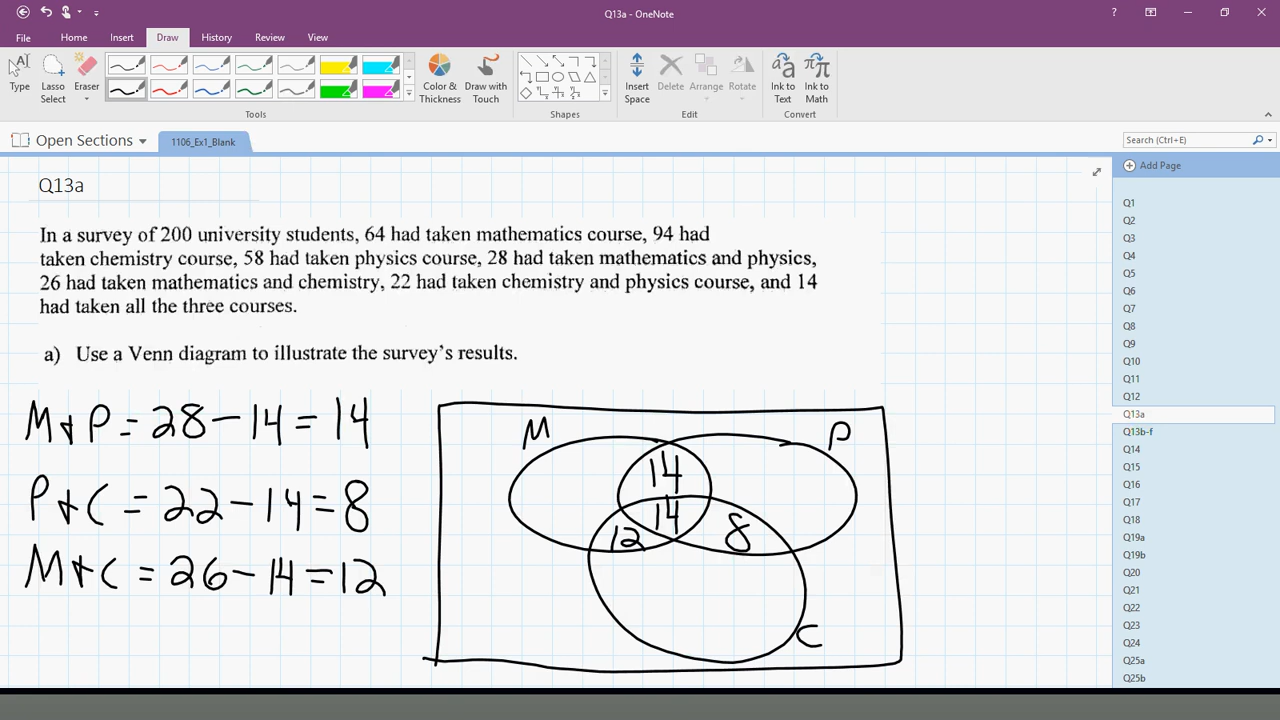 Q13a - OneNote
?
File Home Insert Draw History Review View
Type
Lasso Select
Eraser
Color & Thickness
Draw with Touch
Insert Space
Delete
Arrange
Rotate
Ink to Text
Ink to Math
Tools Shapes Edit Convert
Open Sections 1106_Ex1_Blank
Search (Ctrl+E)
Add Page
Q13a
In a survey of 200 university students, 64 had taken mathematics course, 94 had
taken chemistry course, 58 had taken physics course, 28 had taken mathematics and physics,
26 had taken mathematics and chemistry, 22 had taken chemistry and physics course, and 14
had taken all the three courses.
a) Use a Venn diagram to illustrate the survey's results.
M+P = 28 - 14 = 14
P+C = 22 - 14 = 8
M+C = 26 - 14 = 12
M P
14
14
12 8
C
Q1
Q2
Q3
Q4
Q5
Q6
Q7
Q8
Q9
Q10
Q11
Q12
Q13a
Q13b-f
Q14
Q15
Q16
Q17
Q18
Q19a
Q19b
Q20
Q21
Q22
Q23
Q24
Q25a
Q25b